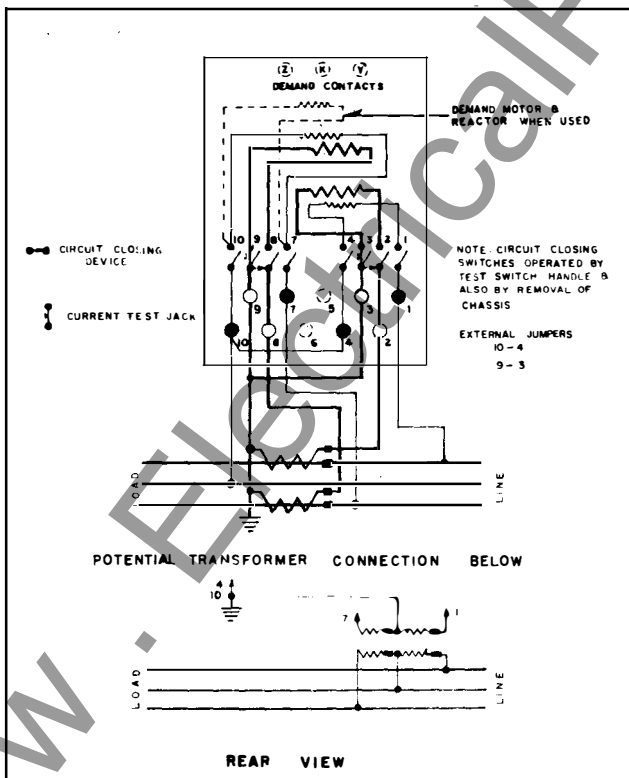 Z K Y
DEMAND CONTACTS
DEMAND MOTOR &
REACTOR WHEN USED
10 9 8 7 4 3 2 1
CIRCUIT CLOSING
DEVICE
CURRENT TEST JACK
NOTE: CIRCUIT CLOSING
SWITCHES OPERATED BY
TEST SWITCH HANDLE &
ALSO BY REMOVAL OF
CHASSIS
EXTERNAL JUMPERS
10-4
9-3
9 7 5 3 1
10 8 6 4 2
LOAD
LINE
POTENTIAL TRANSFORMER CONNECTION BELOW
4
10
7
1
LOAD
LINE
REAR VIEW
w. Electrical